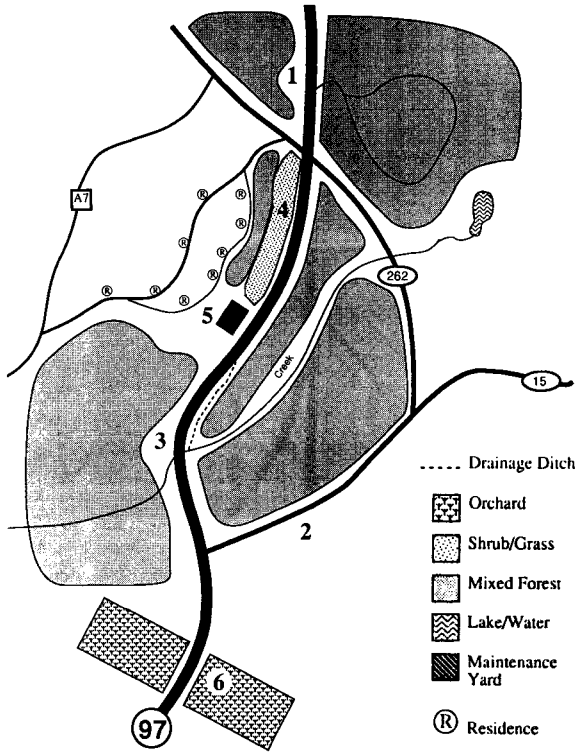 1
A7
R
R
4
R
R
R
R
R
R
262
5
Creek
15
3
2
Drainage Ditch
Orchard
Shrub/Grass
Mixed Forest
Lake/Water
Maintenance
Yard
R Residence
6
97